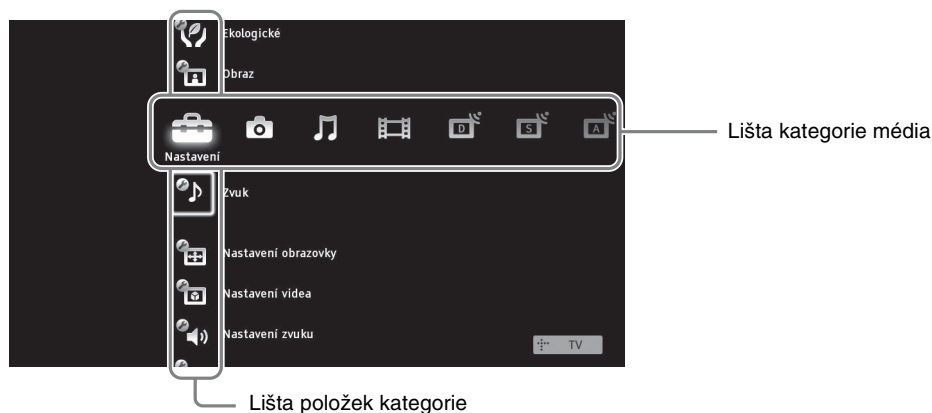 Ekologické
Obraz
D
S
A
Nastavení
Lišta kategorie média
Zvuk
Nastavení obrazovky
Nastavení videa
Nastavení zvuku
TV
Lišta položek kategorie